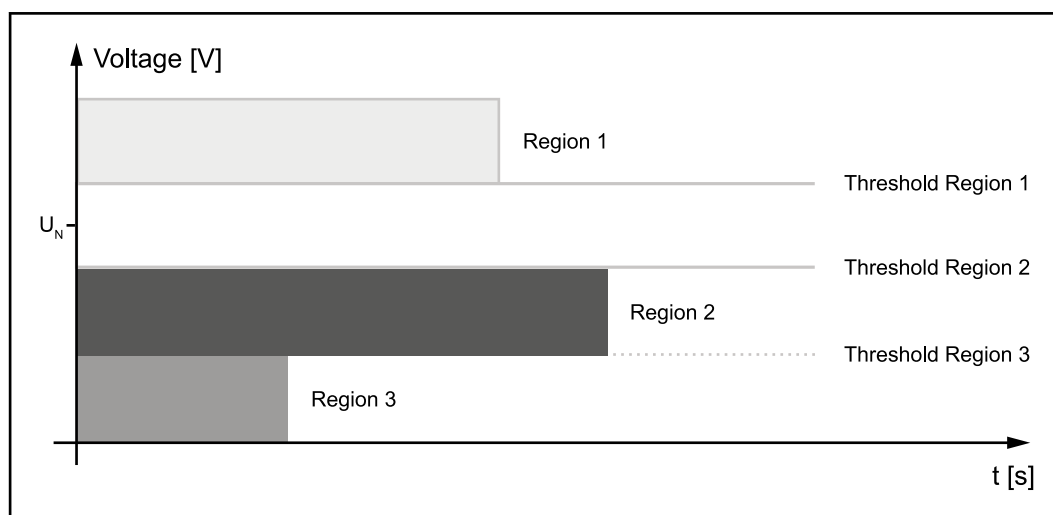 Voltage [V]
Region 1
Threshold Region 1
U_N
Threshold Region 2
Region 2
Threshold Region 3
Region 3
t [s]